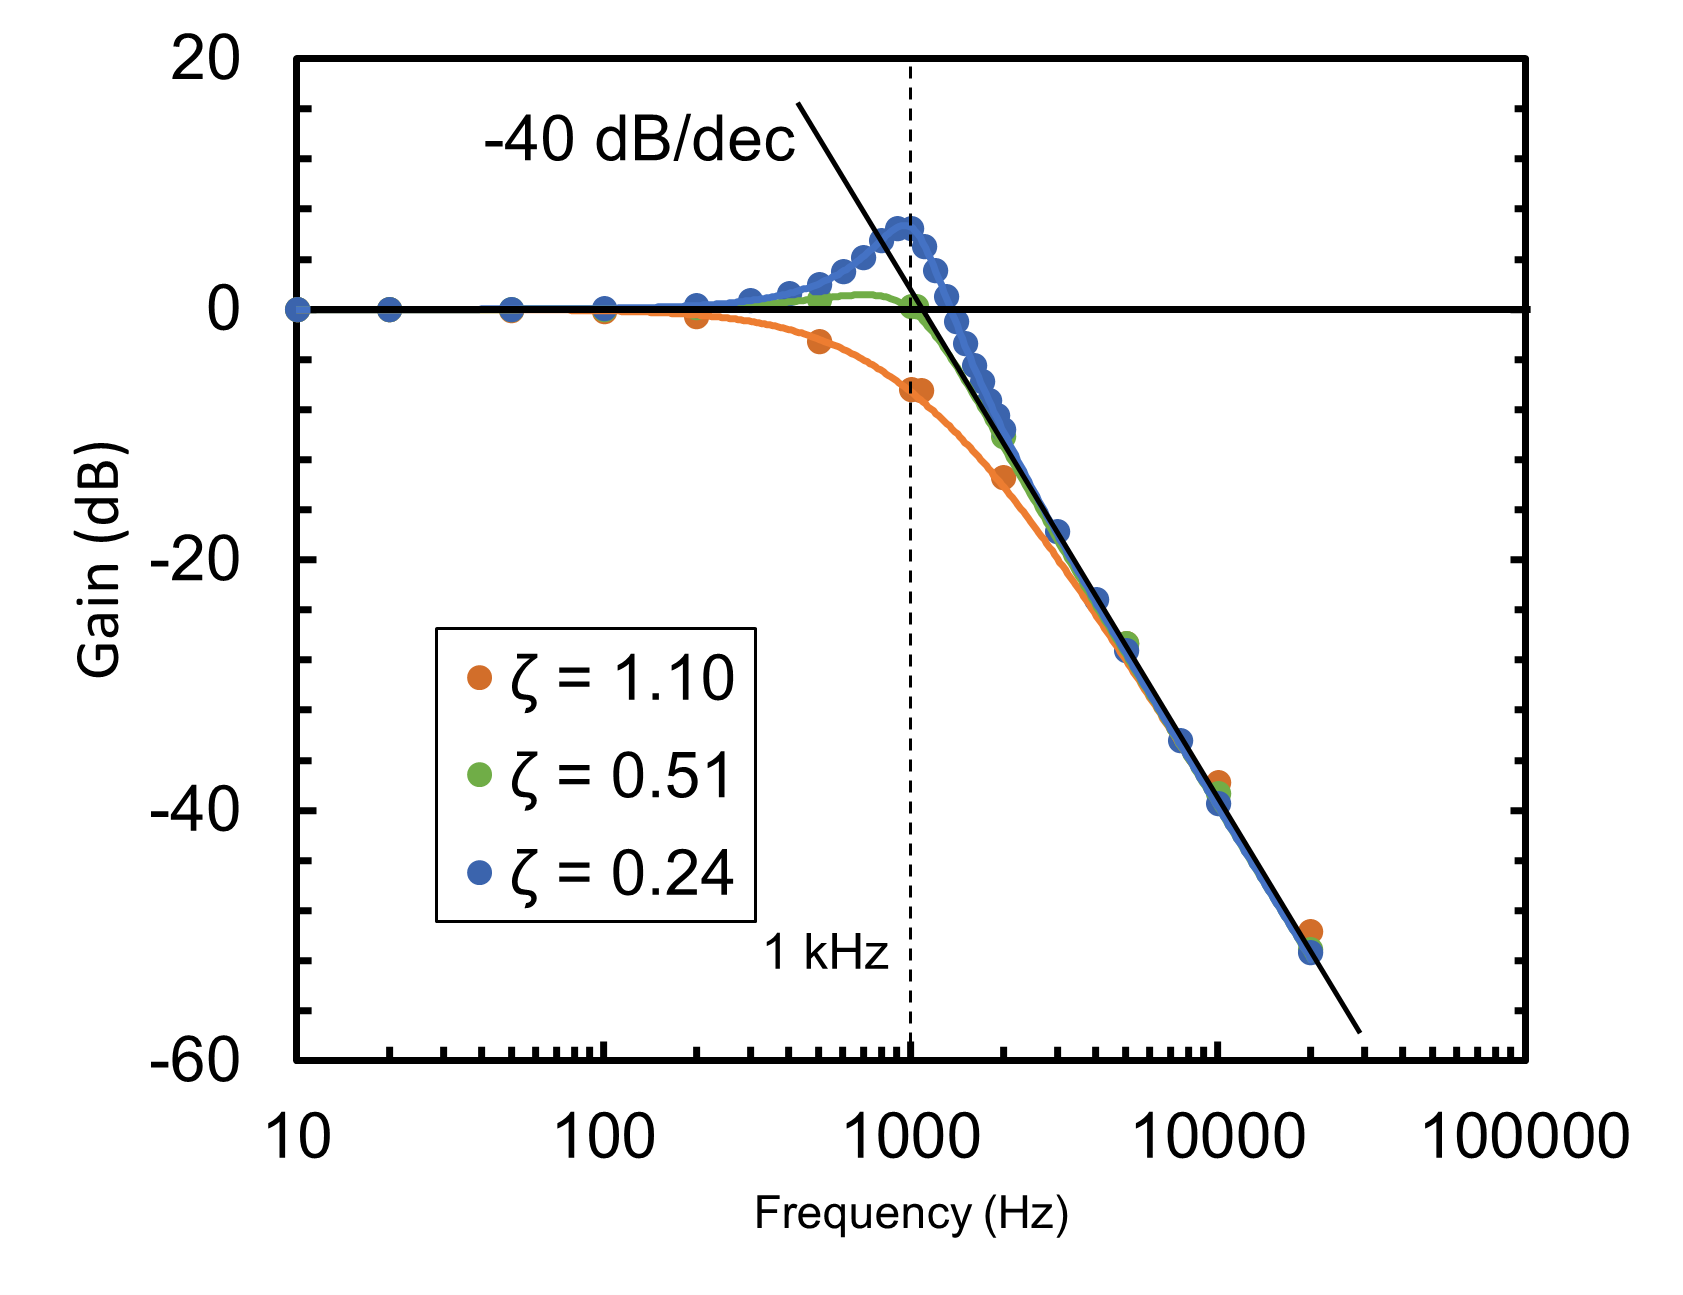 20
-40 dB/dec
0
Gain (dB)
-20
ζ = 1.10
ζ = 0.51
-40
ζ = 0.24
1 kHz
-60
10 100 1000 10000 100000
Frequency (Hz)